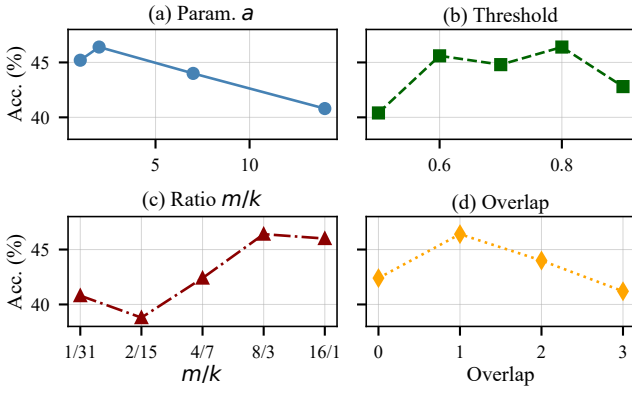 (a) Param. a
(b) Threshold
Acc. (%)
45
40
5
10
0.6
0.8
(c) Ratio m/k
(d) Overlap
Acc. (%)
45
40
1/31
2/15
4/7
8/3
16/1
0
1
2
3
m/k
Overlap